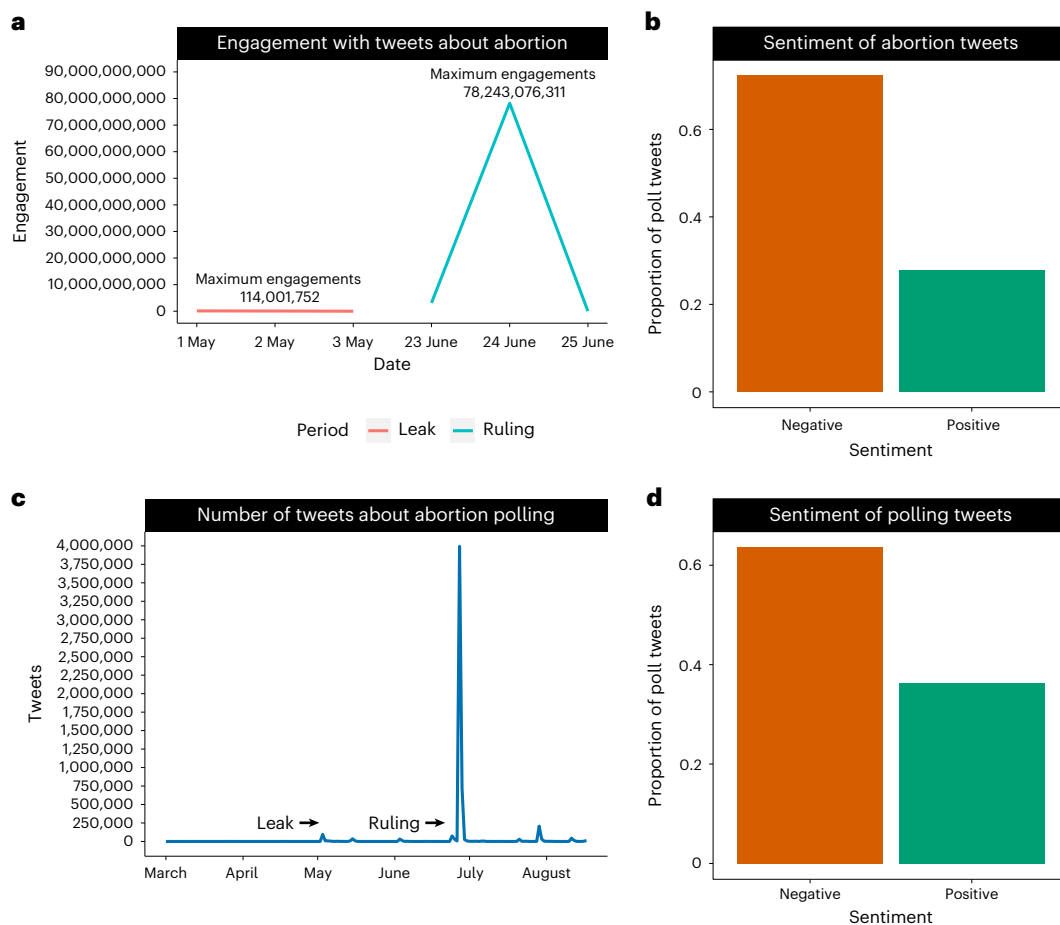 a
Engagement with tweets about abortion
90,000,000,000
80,000,000,000
70,000,000,000
60,000,000,000
50,000,000,000
40,000,000,000
30,000,000,000
20,000,000,000
10,000,000,000
0
Engagement
Maximum engagements
114,001,752
Maximum engagements
78,243,076,311
1 May
2 May
3 May
23 June
24 June
25 June
Date
Period
Leak
Ruling
b
Sentiment of abortion tweets
Proportion of poll tweets
0.6
0.4
0.2
0
Negative
Positive
Sentiment
c
Number of tweets about abortion polling
4,000,000
3,750,000
3,500,000
3,250,000
3,000,000
2,750,000
2,500,000
2,250,000
2,000,000
1,750,000
1,500,000
1,250,000
1,000,000
750,000
500,000
250,000
0
Tweets
Leak
Ruling
March
April
May
June
July
August
d
Sentiment of polling tweets
Proportion of poll tweets
0.6
0.4
0.2
0
Negative
Positive
Sentiment